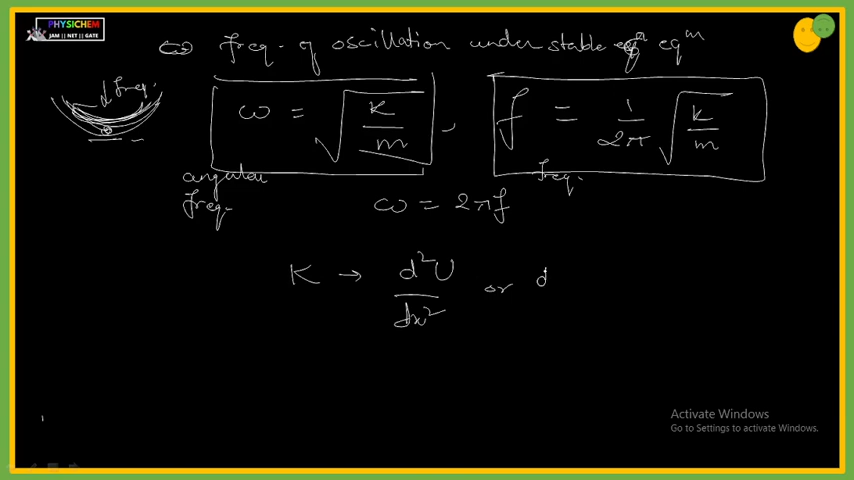 PHYSICHEM
JAM || NET || GATE
freq. of oscillation under stable eqm
freq.
ω = √(k/m) , f = 1/2π √(k/m)
angular freq.
freq.
ω = 2πf
K → d²U/dx² or d
Activate Windows
Go to Settings to activate Windows.